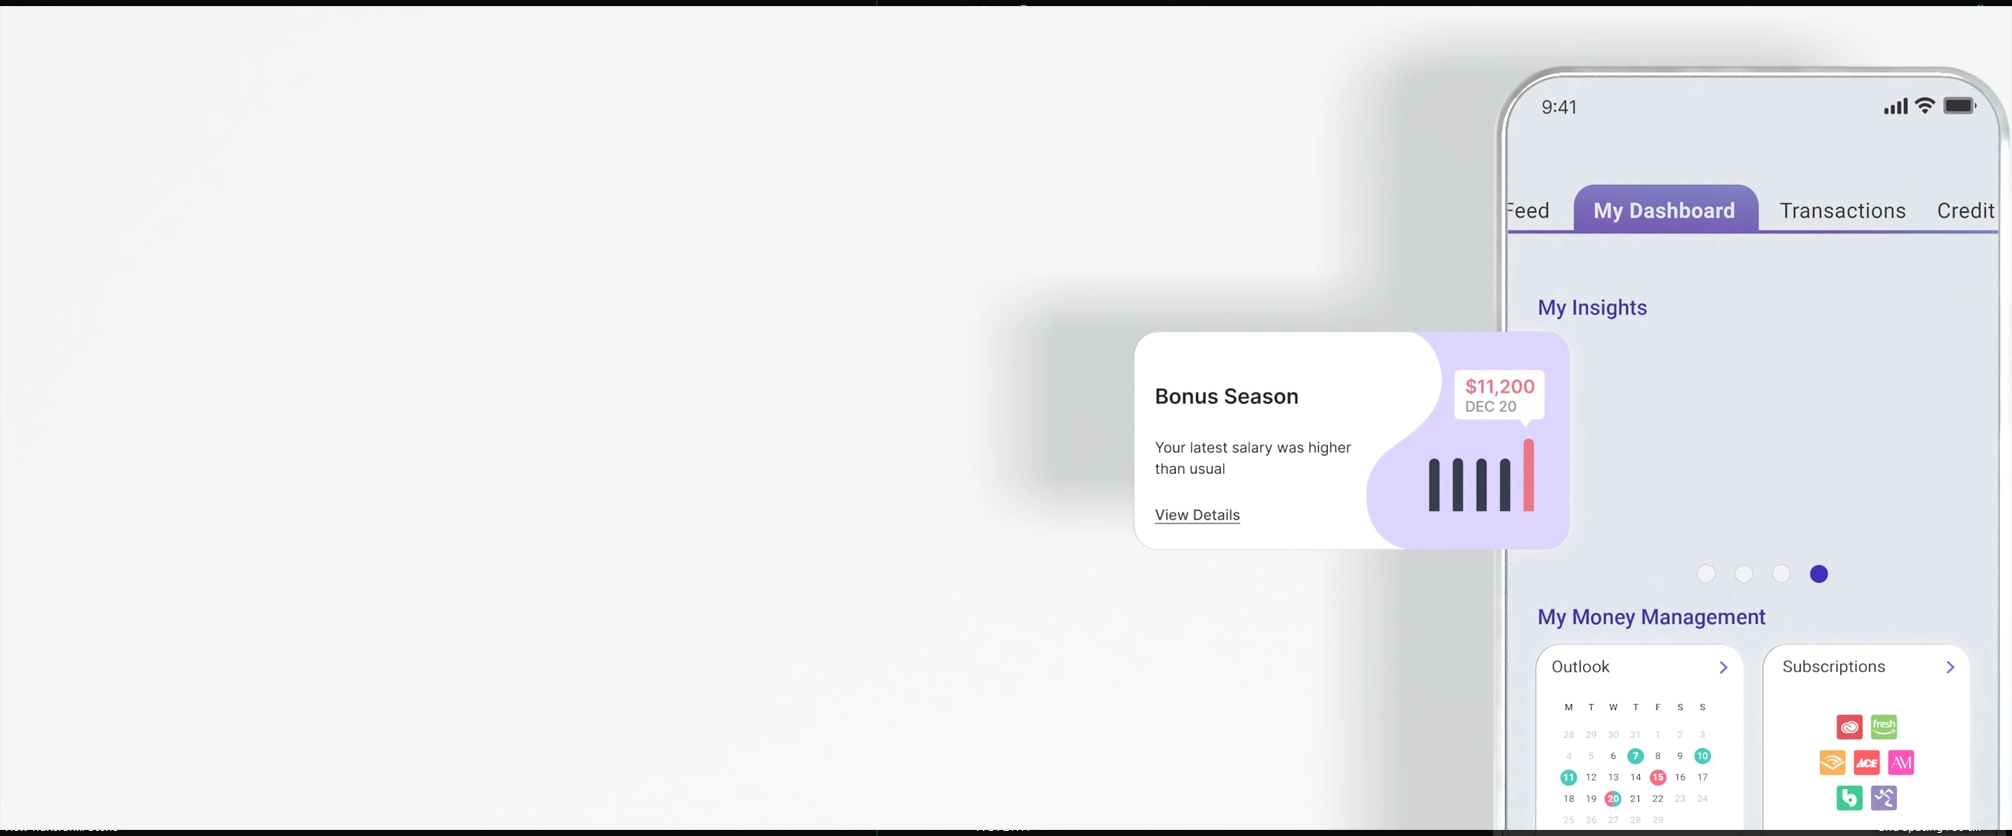 9:41
Feed My Dashboard Transactions Credit
My Insights
Bonus Season
Your latest salary was higher
than usual
View Details
$11,200
DEC 20
My Money Management
Outlook
M T W T F S S
28 29 30 31 1 2 3
4 5 6 7 8 9 10
11 12 13 14 15 16 17
18 19 20 21 22 23 24
25 26 27 28 29
Subscriptions
fresh
ACE AM